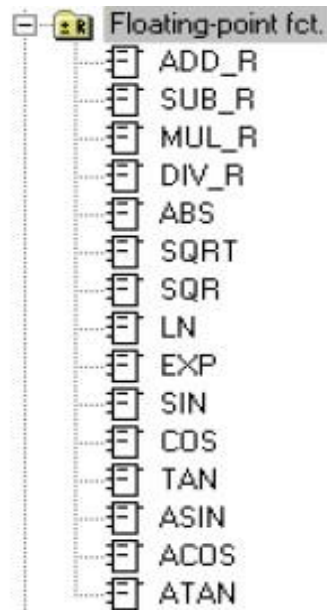 Floating-point fct.
ADD_R
SUB_R
MUL_R
DIV_R
ABS
SQRT
SQR
LN
EXP
SIN
COS
TAN
ASIN
ACOS
ATAN